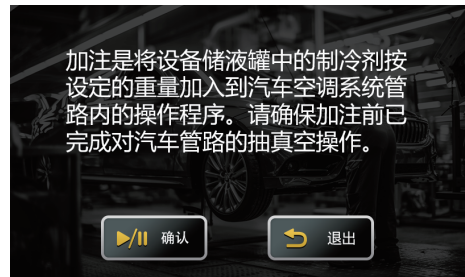 加注是将设备储液罐中的制冷剂按
设定的重量加入到汽车空调系统管
路内的操作程序。请确保加注前已
完成对汽车管路的抽真空操作。
确认
退出